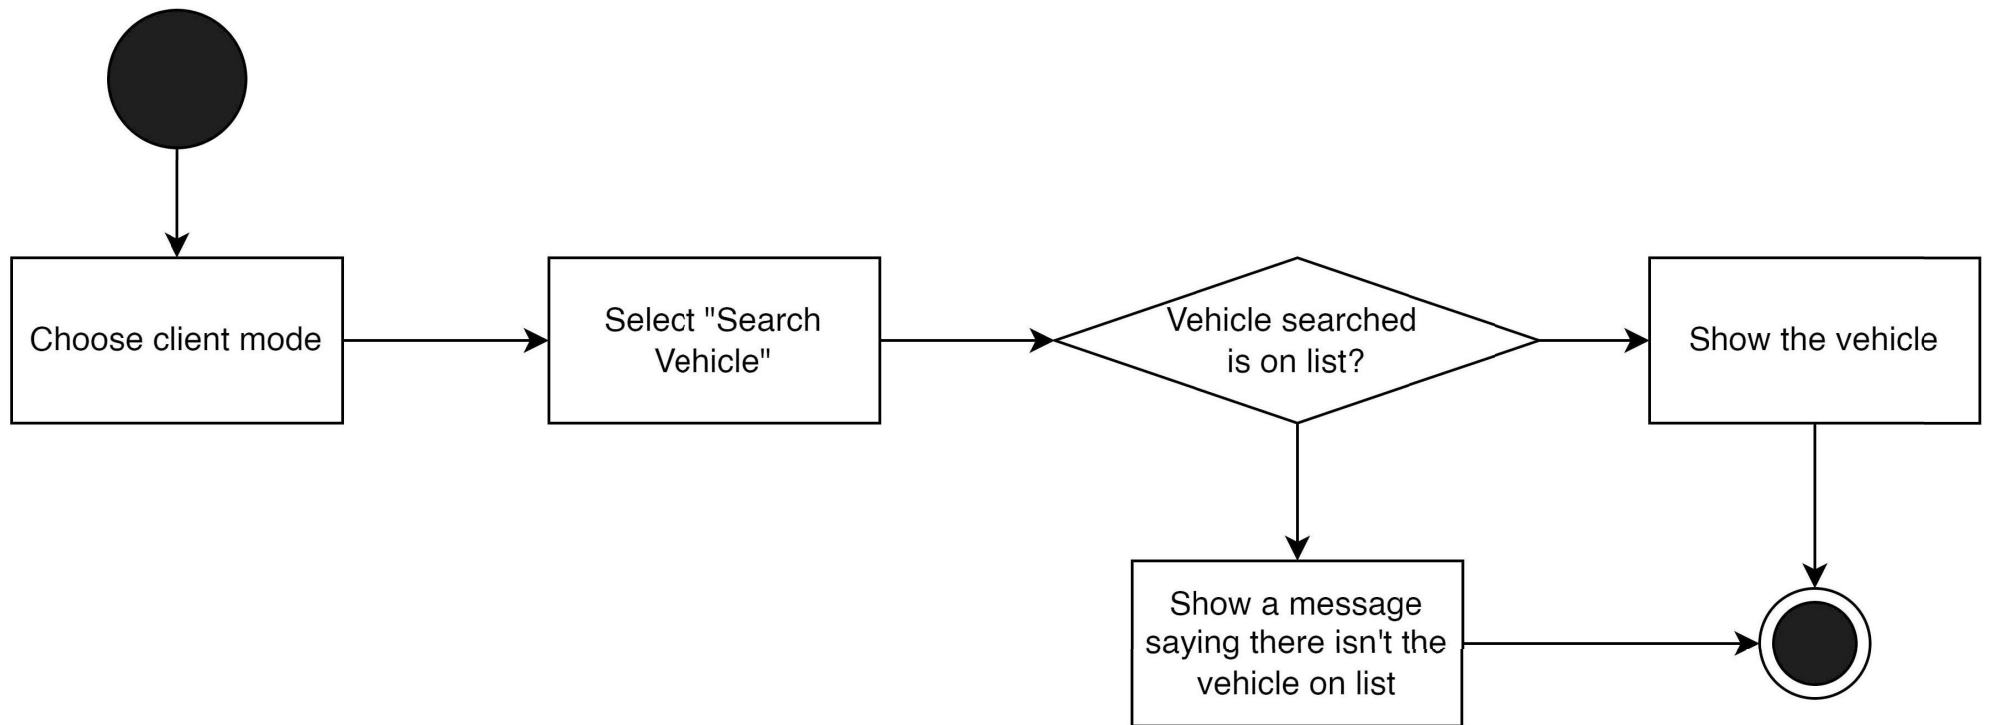 Choose client mode
Select "Search
Vehicle"
Vehicle searched
is on list?
Show the vehicle
Show a message
saying there isn't the
vehicle on list